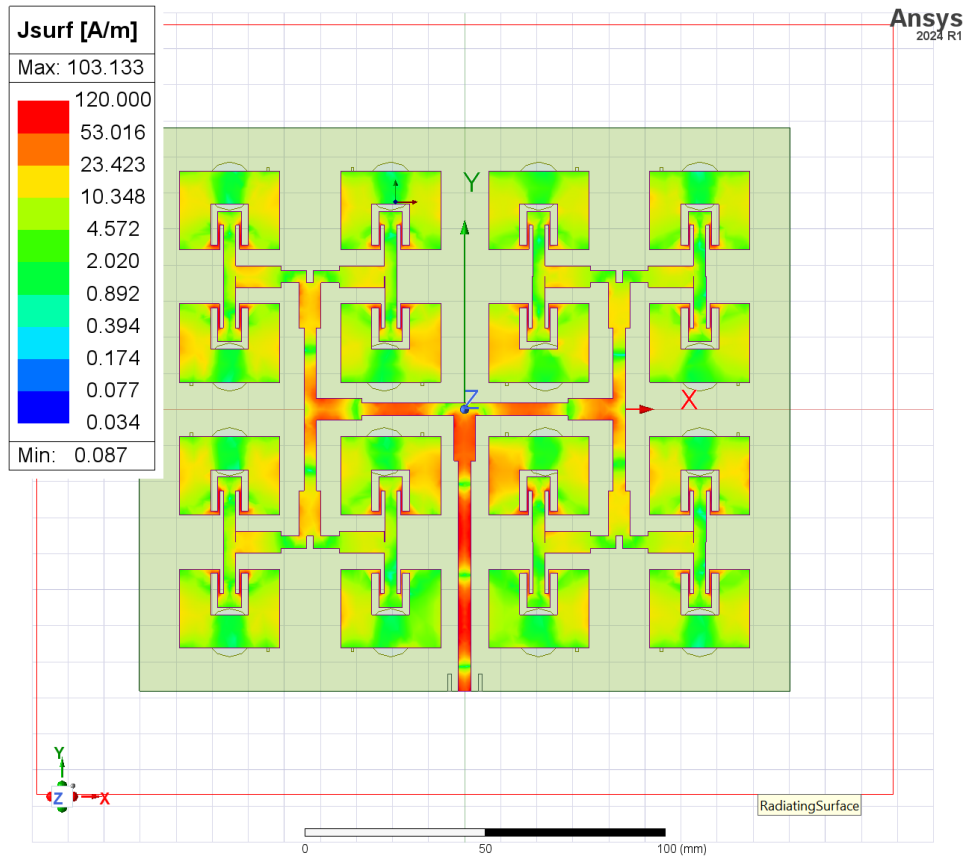 Jsurf [A/m]
Max: 103.133
120.000
53.016
23.423
10.348
4.572
2.020
0.892
0.394
0.174
0.077
0.034
Min: 0.087
Ansys
2024 R1
Y
Z
X
Y
Z
X
RadiatingSurface
0 50 100 (mm)